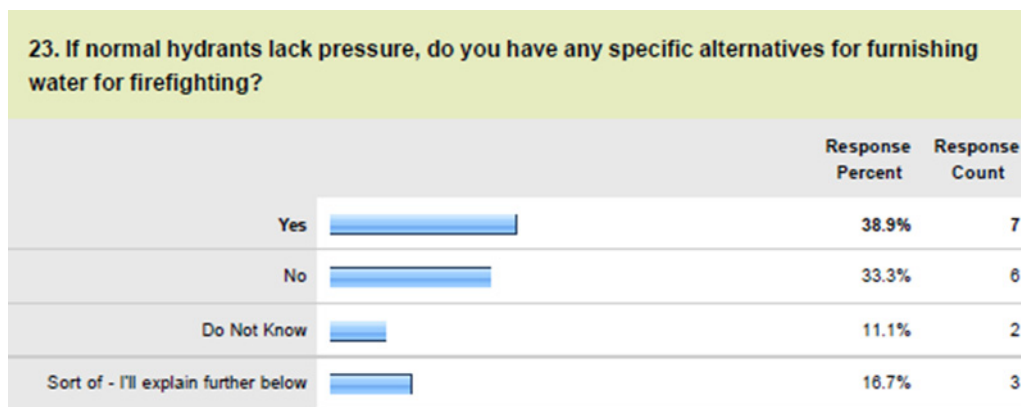 23. If normal hydrants lack pressure, do you have any specific alternatives for furnishing
water for firefighting?
Response Response
Percent Count
Yes 38.9% 7
No 33.3% 6
Do Not Know 11.1% 2
Sort of - I'll explain further below 16.7% 3